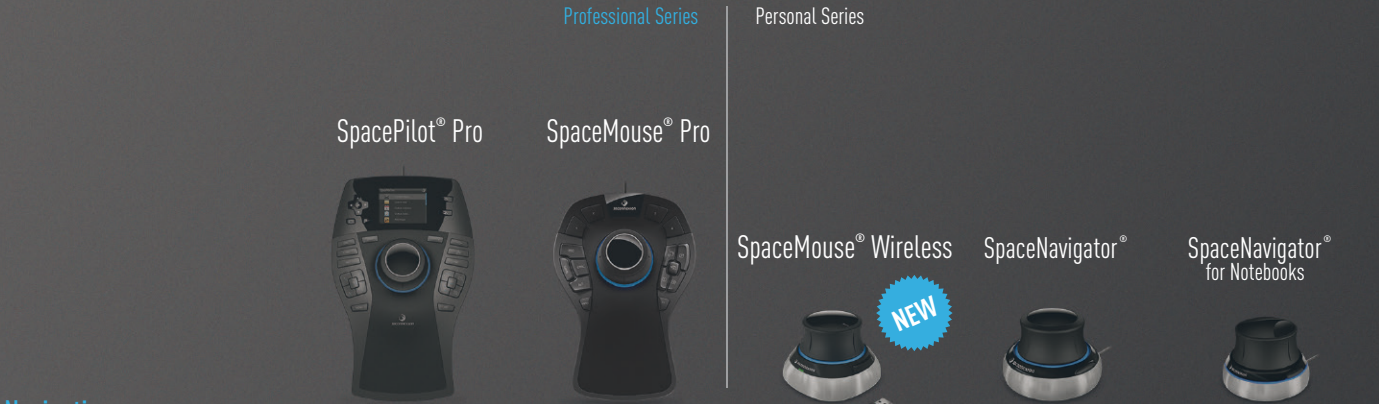 Professional Series
Personal Series
SpacePilot® Pro
SpaceMouse® Pro
SpaceMouse® Wireless
SpaceNavigator®
SpaceNavigator®
for Notebooks
NEW